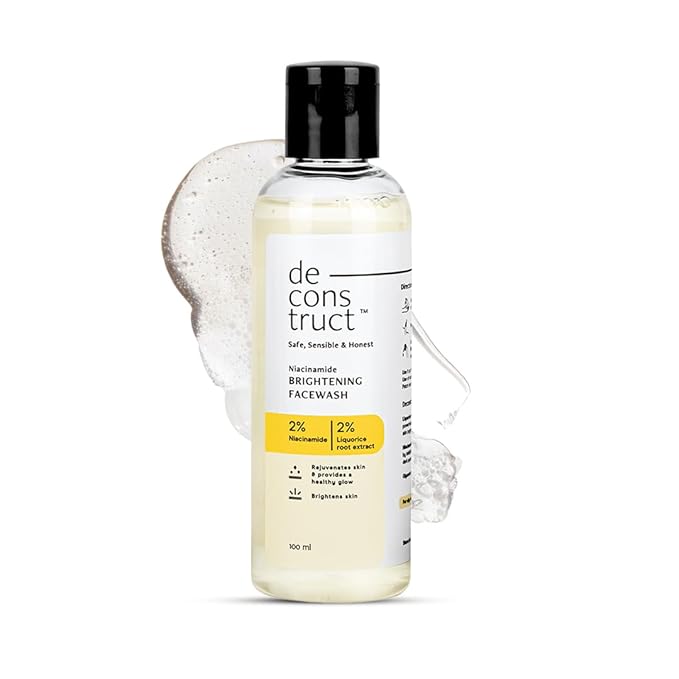 de
cons
truct™
Safe, Sensible & Honest
Niacinamide
BRIGHTENING
FACEWASH
2%
Niacinamide
2%
Liquorice
root extract
Rejuvenates skin
& provides a
healthy glow
Brightens skin
100 ml